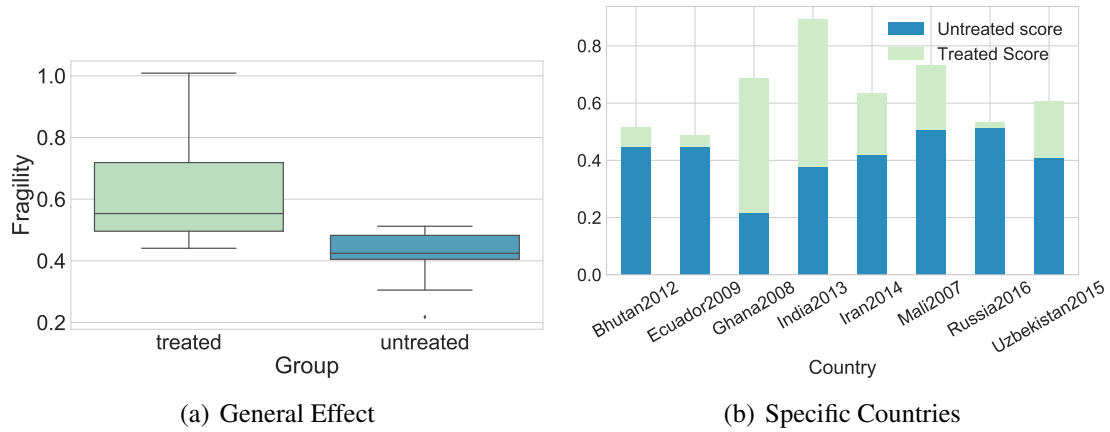 Fragility
1.0
0.8
0.6
0.4
0.2
treated untreated
Group
(a) General Effect
Untreated score
Treated Score
0.8
0.6
0.4
0.2
0.0
Bhutan2012 Ecuador2009 Ghana2008 India2013 Iran2014 Mali2007 Russia2016 Uzbekistan2015
Country
(b) Specific Countries